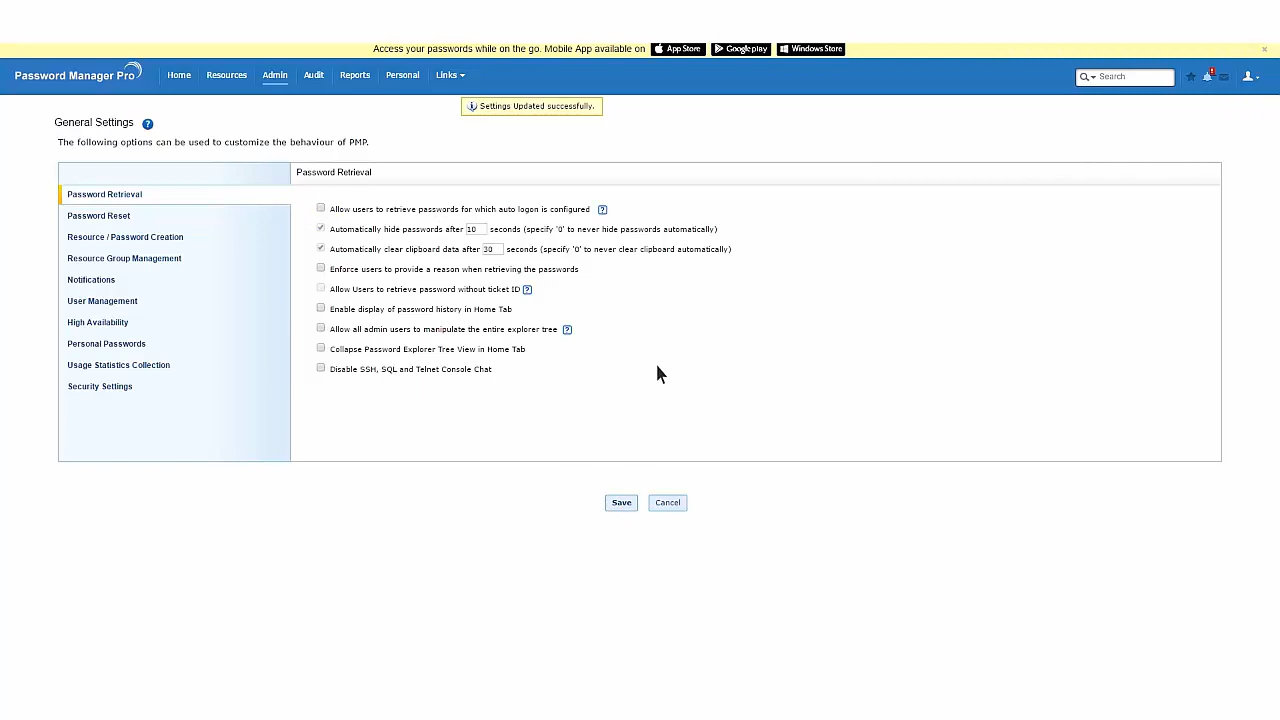 Access your passwords while on the go. Mobile App available on App Store Google play Windows Store ×
Password Manager Pro Home Resources Admin Audit Reports Personal Links Search
Settings Updated successfully.
General Settings ?
The following options can be used to customize the behaviour of PMP.
Password Retrieval
Password Retrieval
Password Reset
Resource / Password Creation
Resource Group Management
Notifications
User Management
High Availability
Personal Passwords
Usage Statistics Collection
Security Settings
Allow users to retrieve passwords for which auto logon is configured ?
Automatically hide passwords after 10 seconds (specify '0' to never hide passwords automatically)
Automatically clear clipboard data after 30 seconds (specify '0' to never clear clipboard automatically)
Enforce users to provide a reason when retrieving the passwords
Allow Users to retrieve password without ticket ID ?
Enable display of password history in Home Tab
Allow all admin users to manipulate the entire explorer tree ?
Collapse Password Explorer Tree View in Home Tab
Disable SSH, SQL and Telnet Console Chat
Save Cancel